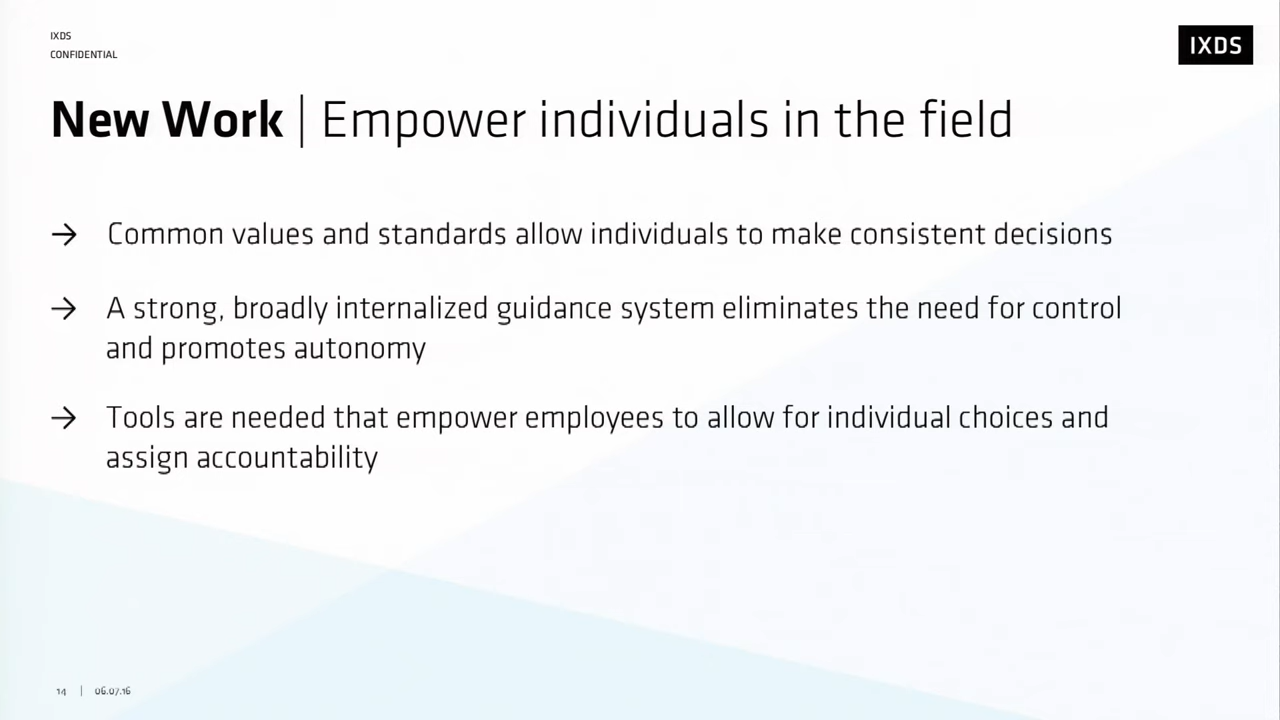 IXDS
CONFIDENTIAL
IXDS
New Work | Empower individuals in the field
→ Common values and standards allow individuals to make consistent decisions
→ A strong, broadly internalized guidance system eliminates the need for control
and promotes autonomy
→ Tools are needed that empower employees to allow for individual choices and
assign accountability
14 | 06.07.16